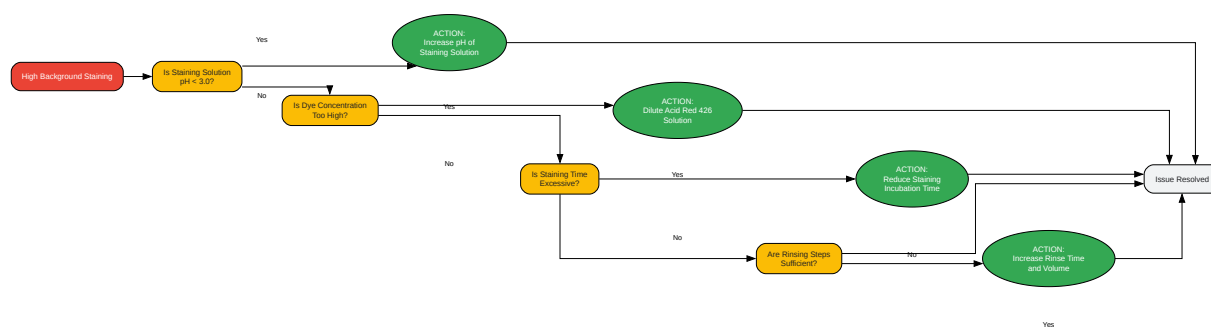 High Background Staining
Is Staining Solution
pH < 3.0?
Yes
No
ACTION:
Increase pH of
Staining Solution
Is Dye Concentration
Too High?
Yes
No
ACTION:
Dilute Acid Red 426
Solution
Is Staining Time
Excessive?
Yes
No
ACTION:
Reduce Staining
Incubation Time
Are Rinsing Steps
Sufficient?
No
Yes
ACTION:
Increase Rinse Time
and Volume
Issue Resolved